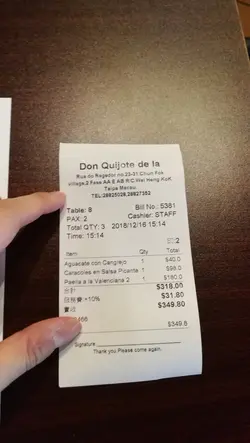 Don Quijote de la
Rua do Regedor no.23-31 Chun Fok
village,2 Fase AA E AB R/C,Wai Hang Kok
Taipa Macau.
TEL:28825028,28827352
Table: 8 Bill No.: 5381
PAX: 2 Cashier: STAFF
Total QTY: 3 2018/12/16 15:14
Time: 15:14
Item Qty Total
Aguacate con Cangrejo 1 $40.0
Caracoles en Salsa Picante 1 $98.0
Paella a la Valenciana 2 1 $180.0
合計 $318.00
服務費 ×10% $31.80
實收 $349.80
$349.8
Signature
Thank you.Please come again.